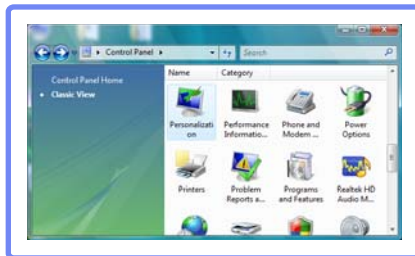 Control Panel
Search
Control Panel Home
Classic View
Name Category
Personalizati
on
Performance
Informatio...
Phone and
Modem ...
Power
Options
Printers
Problem
Reports a...
Programs
and Features
Realtek HD
Audio M...